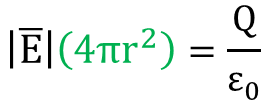 |E̅|(4πr²) = Q/ε₀